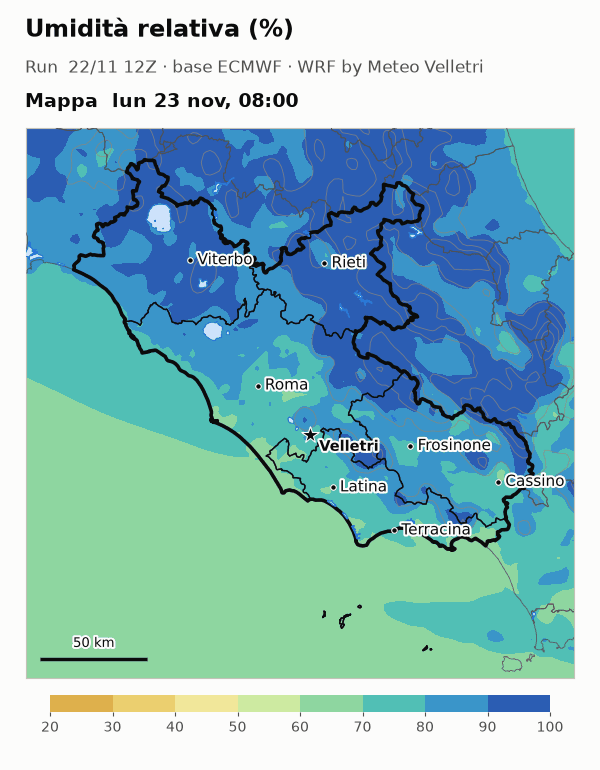 Umidità relativa (%)
Run  22/11 12Z · base ECMWF · WRF by Meteo Velletri
Mappa  lun 23 nov, 08:00
Viterbo
Rieti
Roma
Velletri
Frosinone
Latina
Cassino
Terracina
50 km
20 30 40 50 60 70 80 90 100